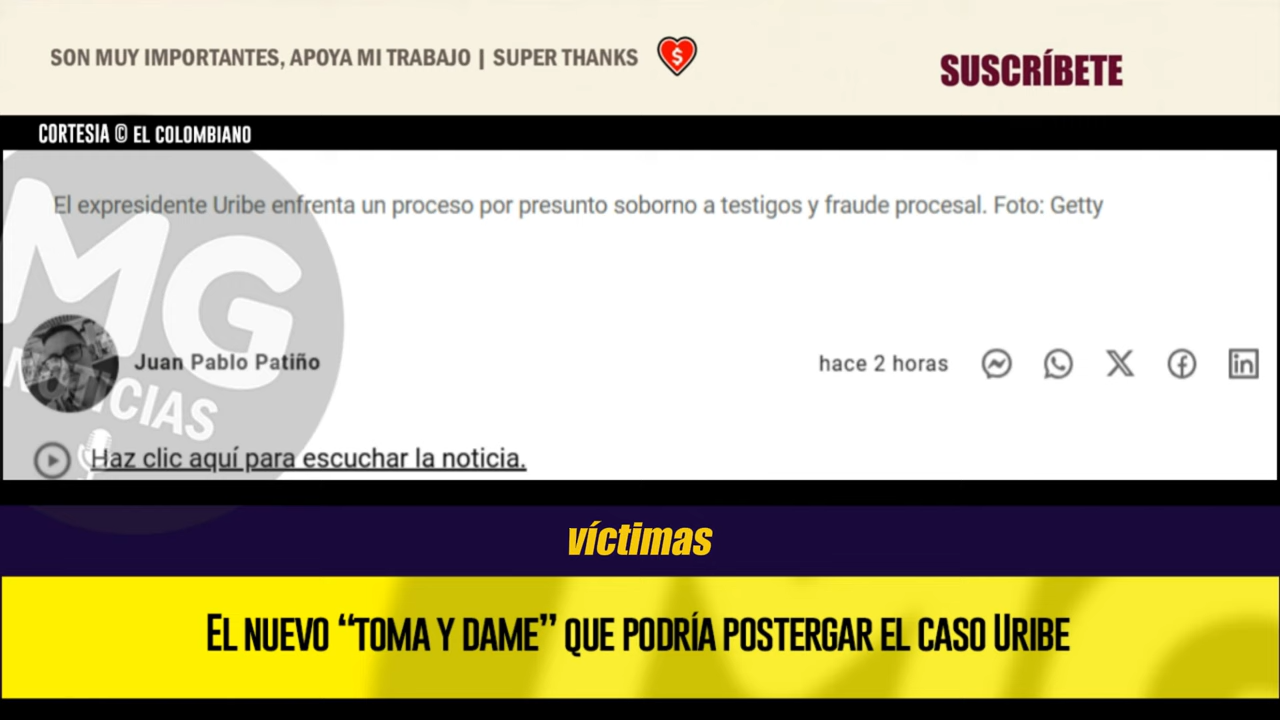 SON MUY IMPORTANTES, APOYA MI TRABAJO | SUPER THANKS
SUSCRÍBETE
CORTESIA © EL COLOMBIANO
El expresidente Uribe enfrenta un proceso por presunto soborno a testigos y fraude procesal. Foto: Getty
MG
NOTICIAS
Juan Pablo Patiño
hace 2 horas
Haz clic aquí para escuchar la noticia.
víctimas
EL NUEVO “TOMA Y DAME” QUE PODRÍA POSTERGAR EL CASO URIBE